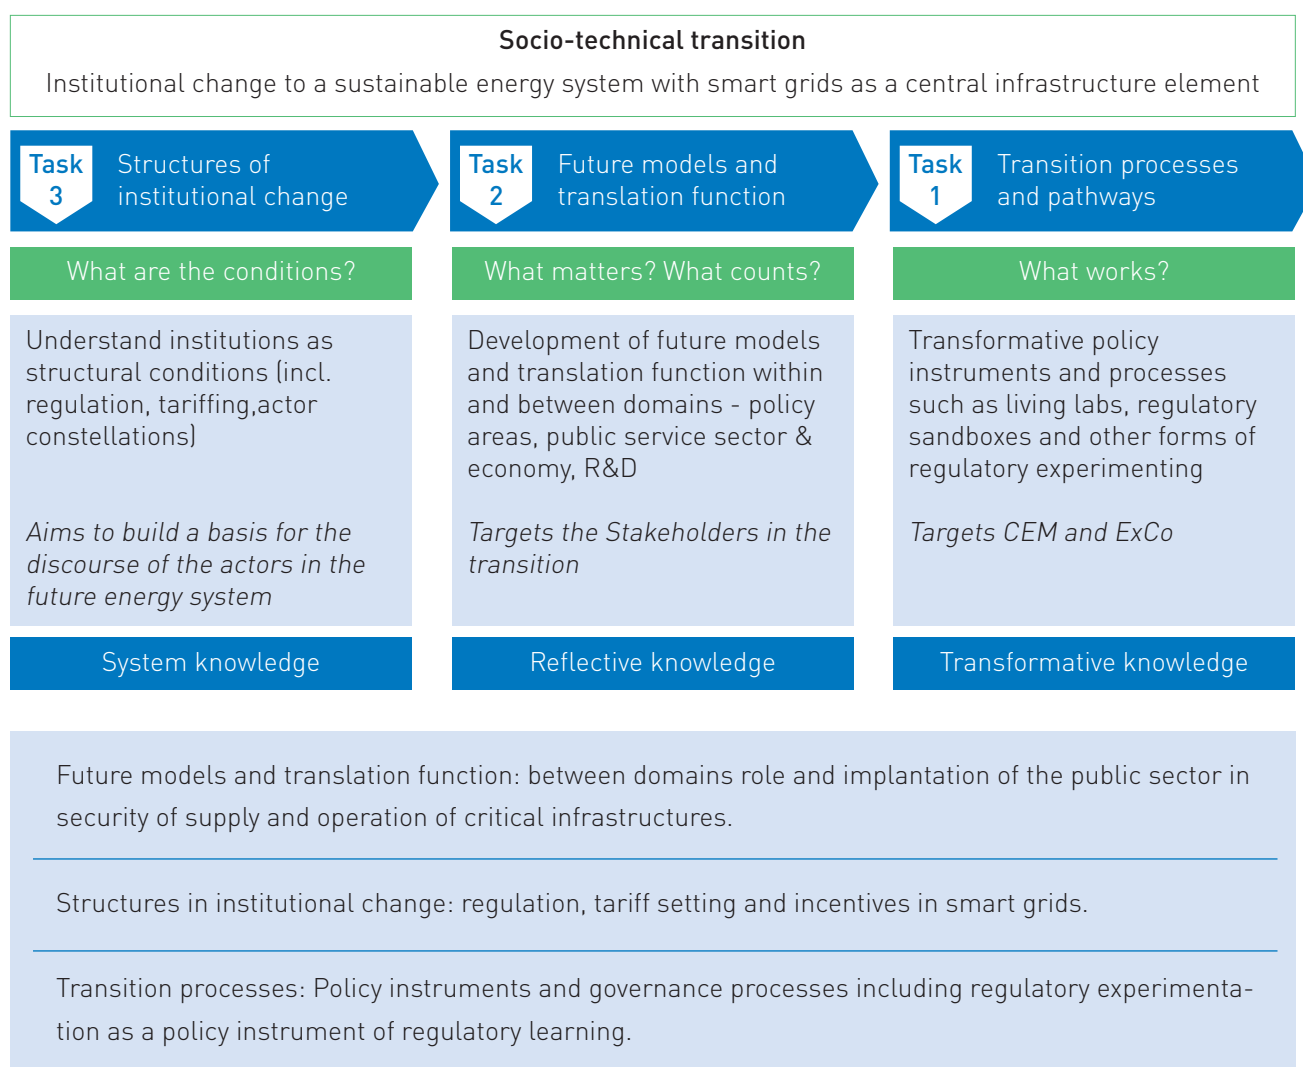 Socio-technical transition
Institutional change to a sustainable energy system with smart grids as a central infrastructure element
Task
3
Structures of
institutional change
Task
2
Future models and
translation function
Task
1
Transition processes
and pathways
What are the conditions?
What matters? What counts?
What works?
Understand institutions as
structural conditions (incl.
regulation, tariffing,actor
constellations)
Aims to build a basis for the
discourse of the actors in the
future energy system
Development of future models
and translation function within
and between domains - policy
areas, public service sector &
economy, R&D
Targets the Stakeholders in the
transition
Transformative policy
instruments and processes
such as living labs, regulatory
sandboxes and other forms of
regulatory experimenting
Targets CEM and ExCo
System knowledge
Reflective knowledge
Transformative knowledge
Future models and translation function: between domains role and implantation of the public sector in
security of supply and operation of critical infrastructures.
Structures in institutional change: regulation, tariff setting and incentives in smart grids.
Transition processes: Policy instruments and governance processes including regulatory experimenta-
tion as a policy instrument of regulatory learning.